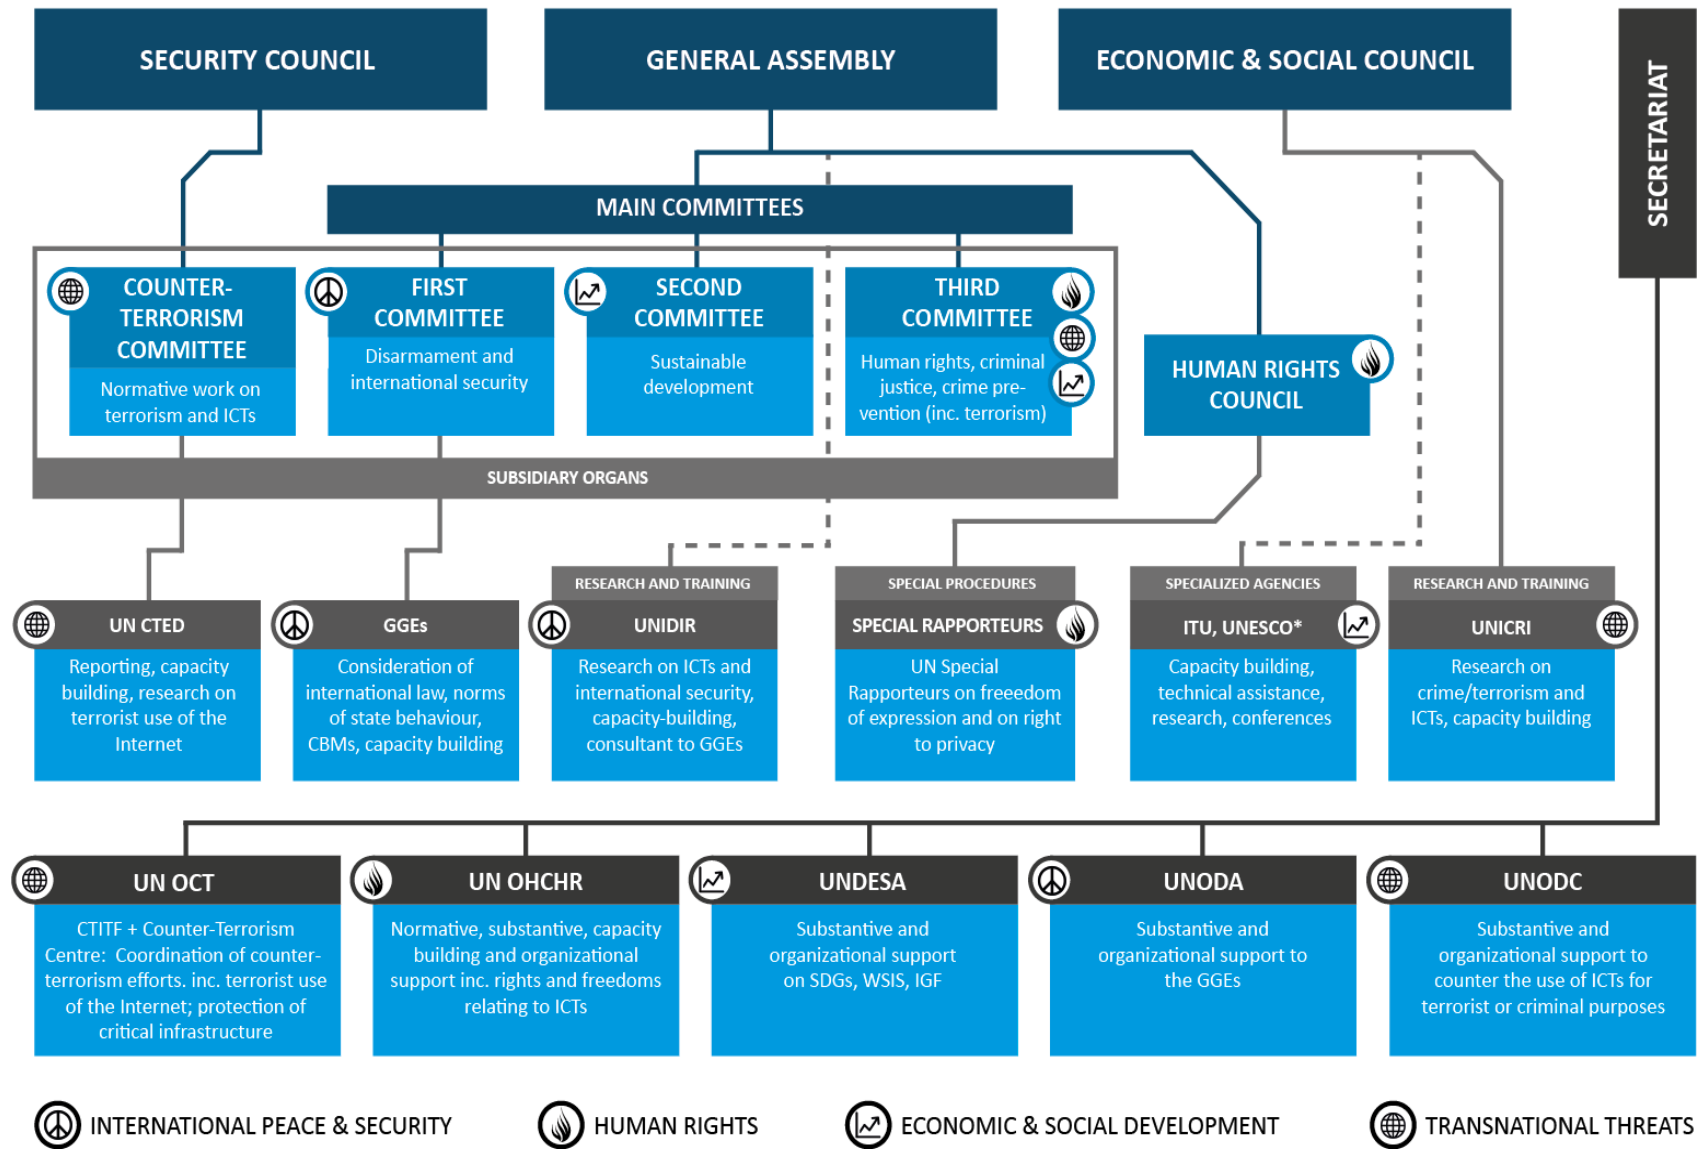 SECURITY COUNCIL
GENERAL ASSEMBLY
ECONOMIC & SOCIAL COUNCIL
SECRETARIAT
MAIN COMMITTEES
COUNTER-
TERRORISM
COMMITTEE
Normative work on
terrorism and ICTs
FIRST
COMMITTEE
Disarmament and
international security
SECOND
COMMITTEE
Sustainable
development
THIRD
COMMITTEE
Human rights, criminal
justice, crime pre-
vention (inc. terrorism)
HUMAN RIGHTS
COUNCIL
SUBSIDIARY ORGANS
UN CTED
Reporting, capacity
building, research on
terrorist use of the
Internet
GGEs
Consideration of
international law, norms
of state behaviour,
CBMs, capacity building
RESEARCH AND TRAINING
UNIDIR
Research on ICTs and
international security,
capacity-building,
consultant to GGEs
SPECIAL PROCEDURES
SPECIAL RAPPORTEURS
UN Special
Rapporteurs on freeedom
of expression and on right
to privacy
SPECIALIZED AGENCIES
ITU, UNESCO*
Capacity building,
technical assistance,
research, conferences
RESEARCH AND TRAINING
UNICRI
Research on
crime/terrorism and
ICTs, capacity building
UN OCT
CTITF + Counter-Terrorism
Centre: Coordination of counter-
terrorism efforts. inc. terrorist use
of the Internet; protection of
critical infrastructure
UN OHCHR
Normative, substantive, capacity
building and organizational
support inc. rights and freedoms
relating to ICTs
UNDESA
Substantive and
organizational support
on SDGs, WSIS, IGF
UNODA
Substantive and
organizational support to
the GGEs
UNODC
Substantive and
organizational support to
counter the use of ICTs for
terrorist or criminal purposes
INTERNATIONAL PEACE & SECURITY
HUMAN RIGHTS
ECONOMIC & SOCIAL DEVELOPMENT
TRANSNATIONAL THREATS